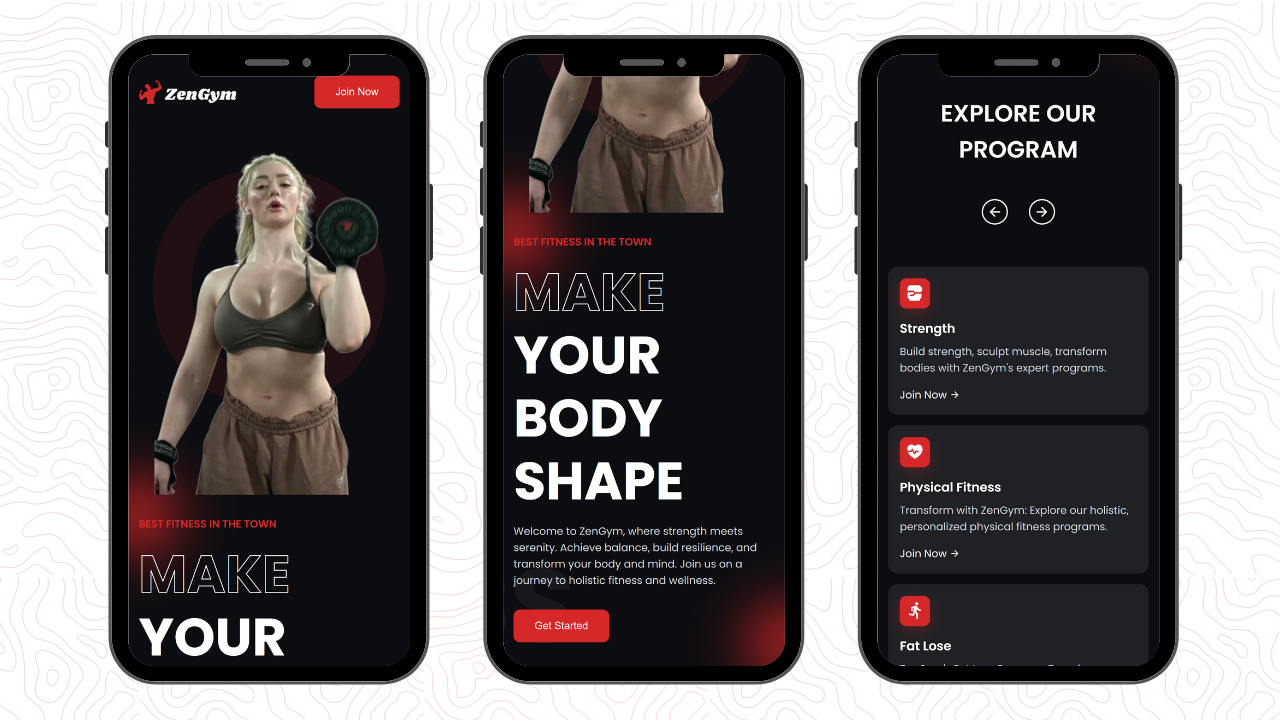 ZenGym
Join Now
BEST FITNESS IN THE TOWN
MAKE
YOUR
BEST FITNESS IN THE TOWN
MAKE
YOUR
BODY
SHAPE
Welcome to ZenGym, where strength meets
serenity. Achieve balance, build resilience, and
transform your body and mind. Join us on a
journey to holistic fitness and wellness.
Get Started
EXPLORE OUR
PROGRAM
Strength
Build strength, sculpt muscle, transform
bodies with ZenGym's expert programs.
Join Now →
Physical Fitness
Transform with ZenGym: Explore our holistic,
personalized physical fitness programs.
Join Now →
Fat Lose